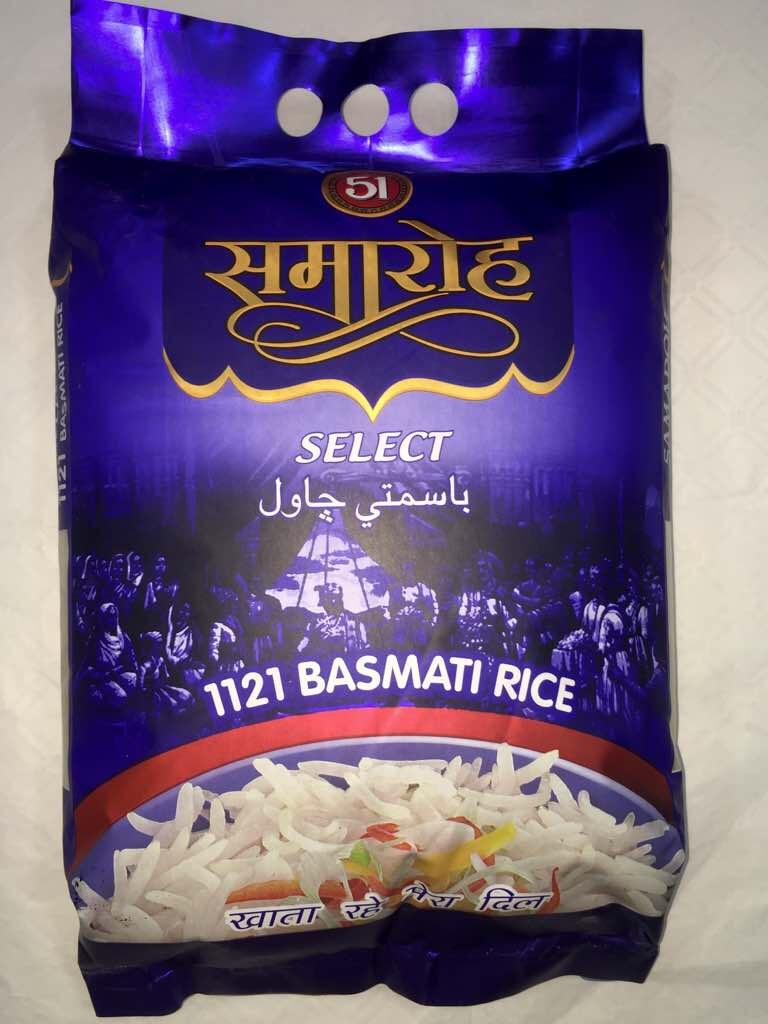 51
समारोह
SELECT
باسمتي چاول
1121 BASMATI RICE
खाता रहे मेरा दिल
1121 BASMATI RICE